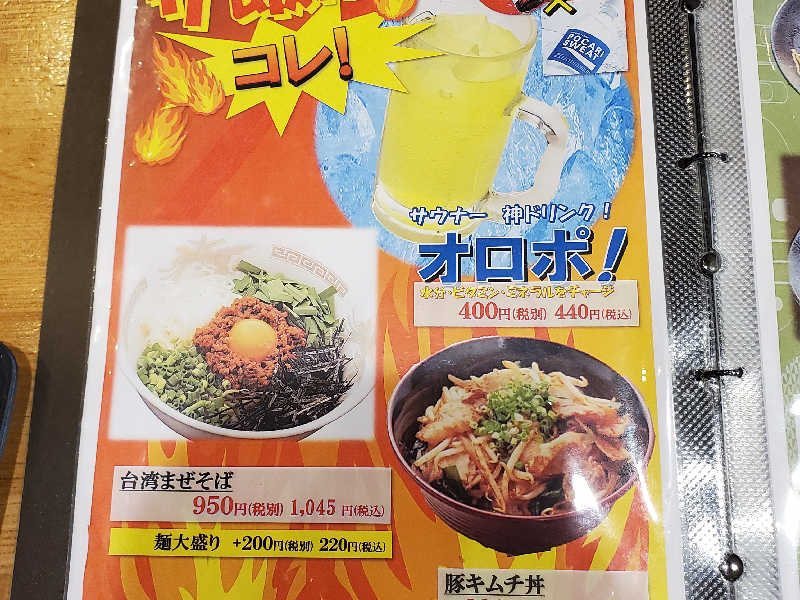 コレ!
POCARI
SWEAT
サウナー 神ドリンク!
オロポ!
水分・ビタミン・ミネラルをチャージ
400円(税別) 440円(税込)
台湾まぜそば
950円(税別) 1,045 円(税込)
麺大盛り +200円(税別) 220円(税込)
豚キムチ丼